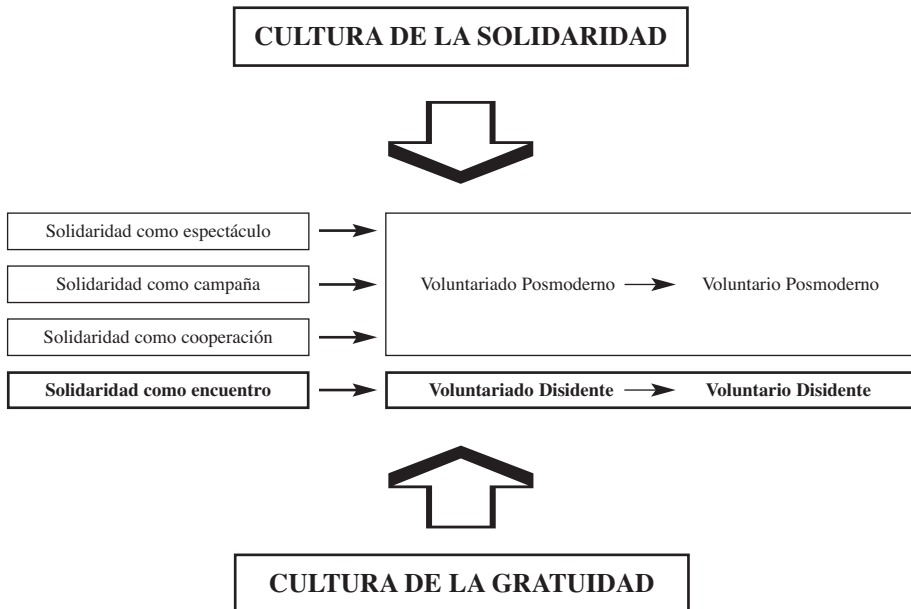 CULTURA DE LA SOLIDARIDAD
Solidaridad como espectáculo
Solidaridad como campaña
Voluntariado Posmoderno
Voluntario Posmoderno
Solidaridad como cooperación
Solidaridad como encuentro
Voluntariado Disidente
Voluntario Disidente
CULTURA DE LA GRATUIDAD